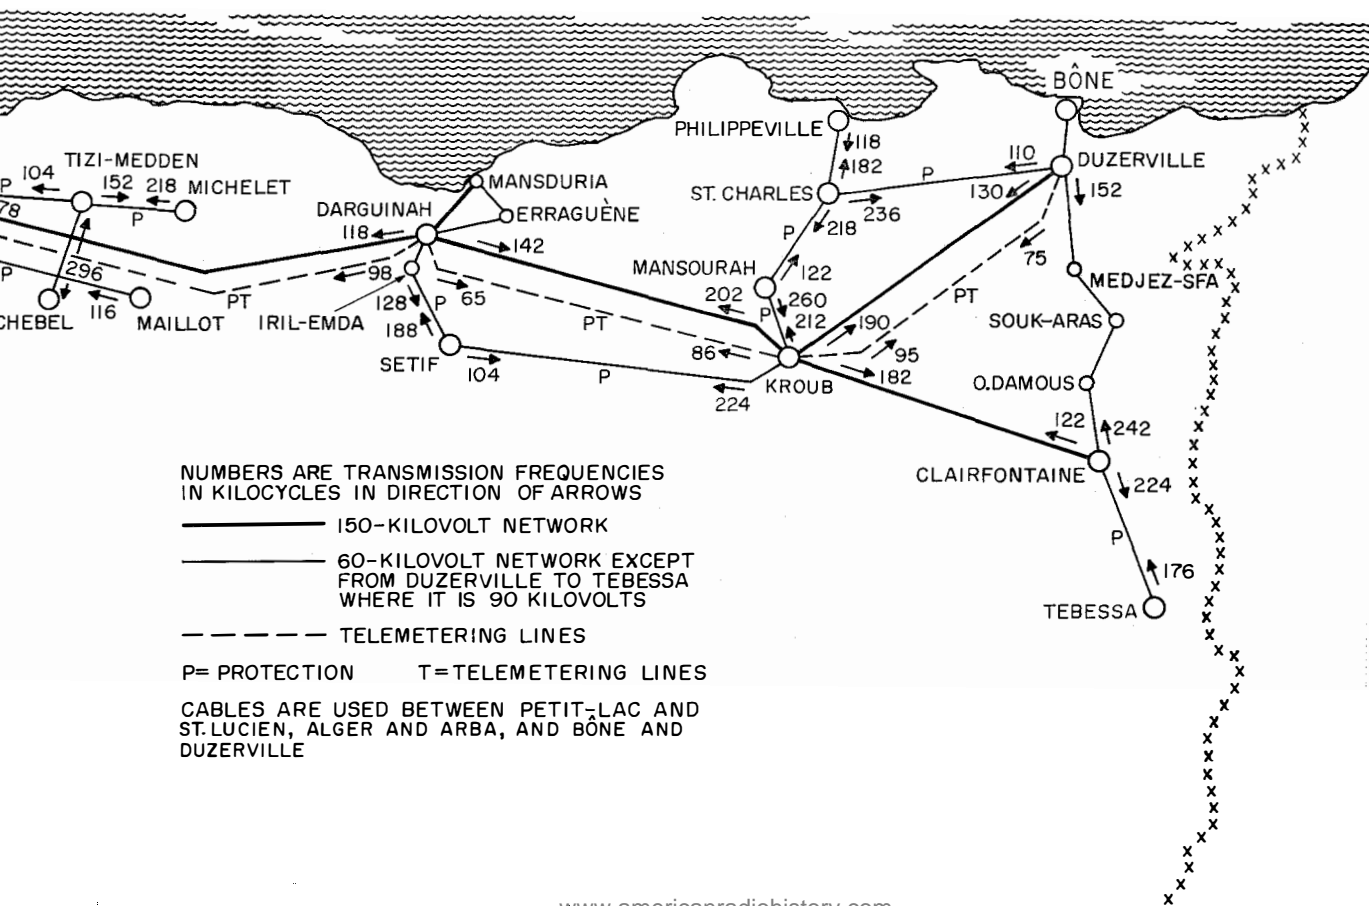 BÔNE
PHILIPPEVILLE
118
182
110
DUZERVILLE
TIZI-MEDDEN
104
152
218
MICHELET
P
P
78
MANSDURIA
ST. CHARLES
P
130
152
236
DARGUINAH
ERRAGUÈNE
118
142
218
P
75
296
P
98
MANSOURAH
122
MEDJEZ-SFA
116
PT
128
P
65
202
260
P
212
PT
CHEBEL
MAILLOT
IRIL-EMDA
188
PT
190
SOUK-ARAS
SETIF
104
P
86
95
182
KROUB
224
O.DAMOUS
122
242
CLAIRFONTAINE
224
P
176
TEBESSA
NUMBERS ARE TRANSMISSION FREQUENCIES
IN KILOCYCLES IN DIRECTION OF ARROWS
150-KILOVOLT NETWORK
60-KILOVOLT NETWORK EXCEPT
FROM DUZERVILLE TO TEBESSA
WHERE IT IS 90 KILOVOLTS
TELEMETERING LINES
P= PROTECTION T=TELEMETERING LINES
CABLES ARE USED BETWEEN PETIT-LAC AND
ST. LUCIEN, ALGER AND ARBA, AND BÔNE AND
DUZERVILLE
www.americanradiohistory.com